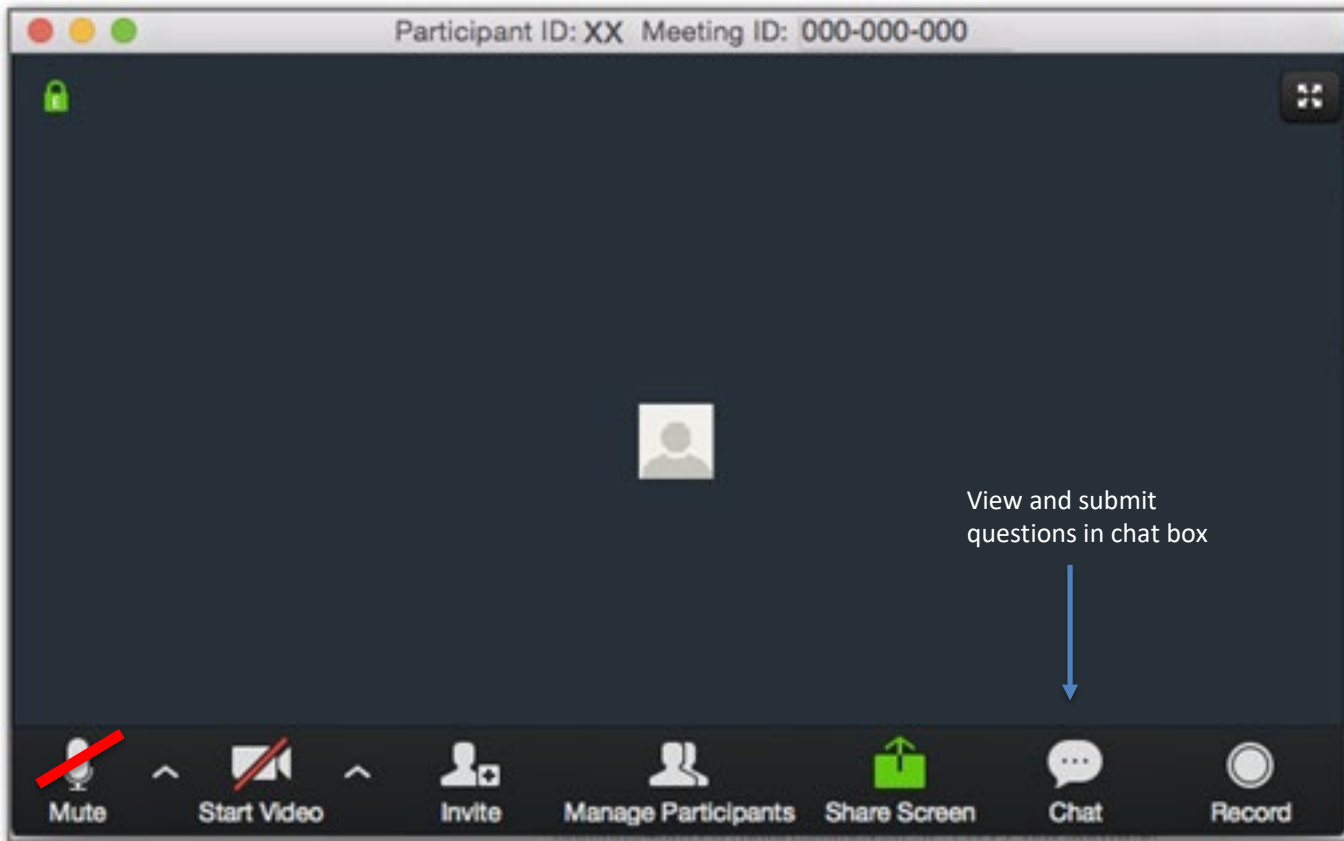 Participant ID: XX Meeting ID: 000-000-000
E
View and submit
questions in chat box
Mute
Start Video
Invite
Manage Participants
Share Screen
Chat
Record